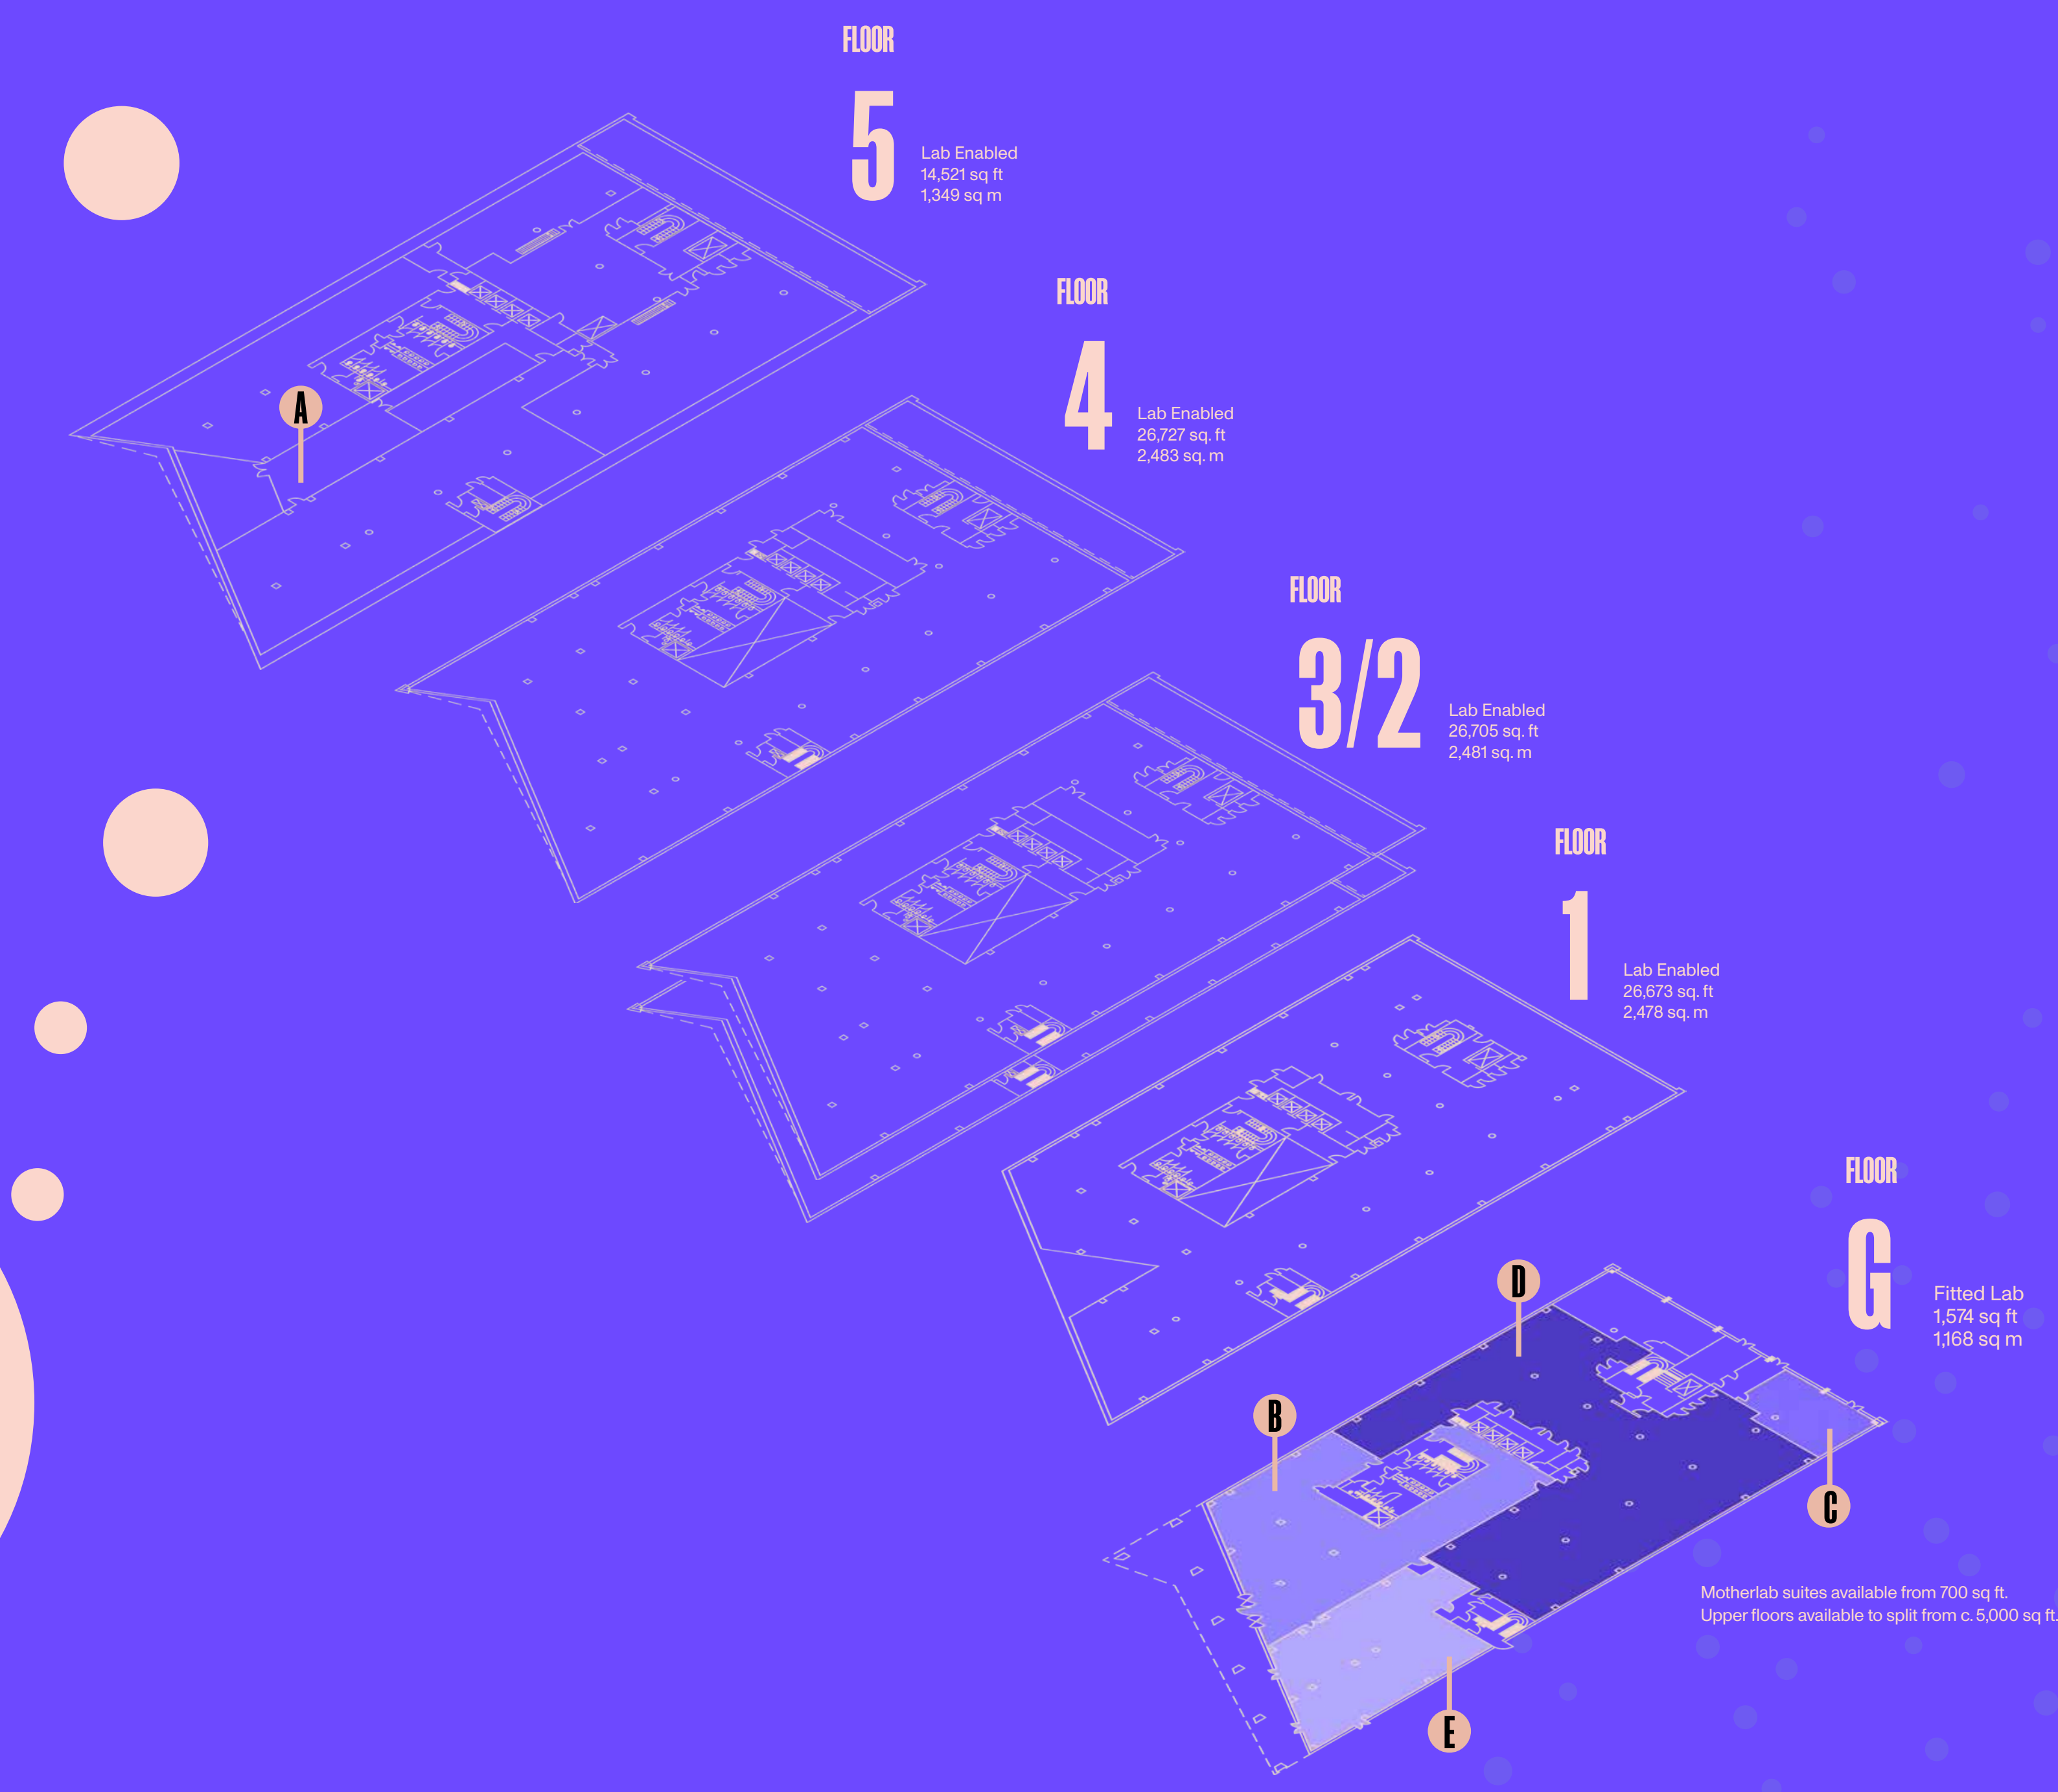 FLOOR
5
Lab Enabled
14,521 sq ft
1,349 sq m
A
FLOOR
4
Lab Enabled
26,727 sq. ft
2,483 sq. m
FLOOR
3/2
Lab Enabled
26,705 sq. ft
2,481 sq. m
FLOOR
1
Lab Enabled
26,673 sq. ft
2,478 sq. m
FLOOR
G
Fitted Lab
1,574 sq ft
1,168 sq m
D
B
C
E
Motherlab suites available from 700 sq ft.
Upper floors available to split from c. 5,000 sq ft.